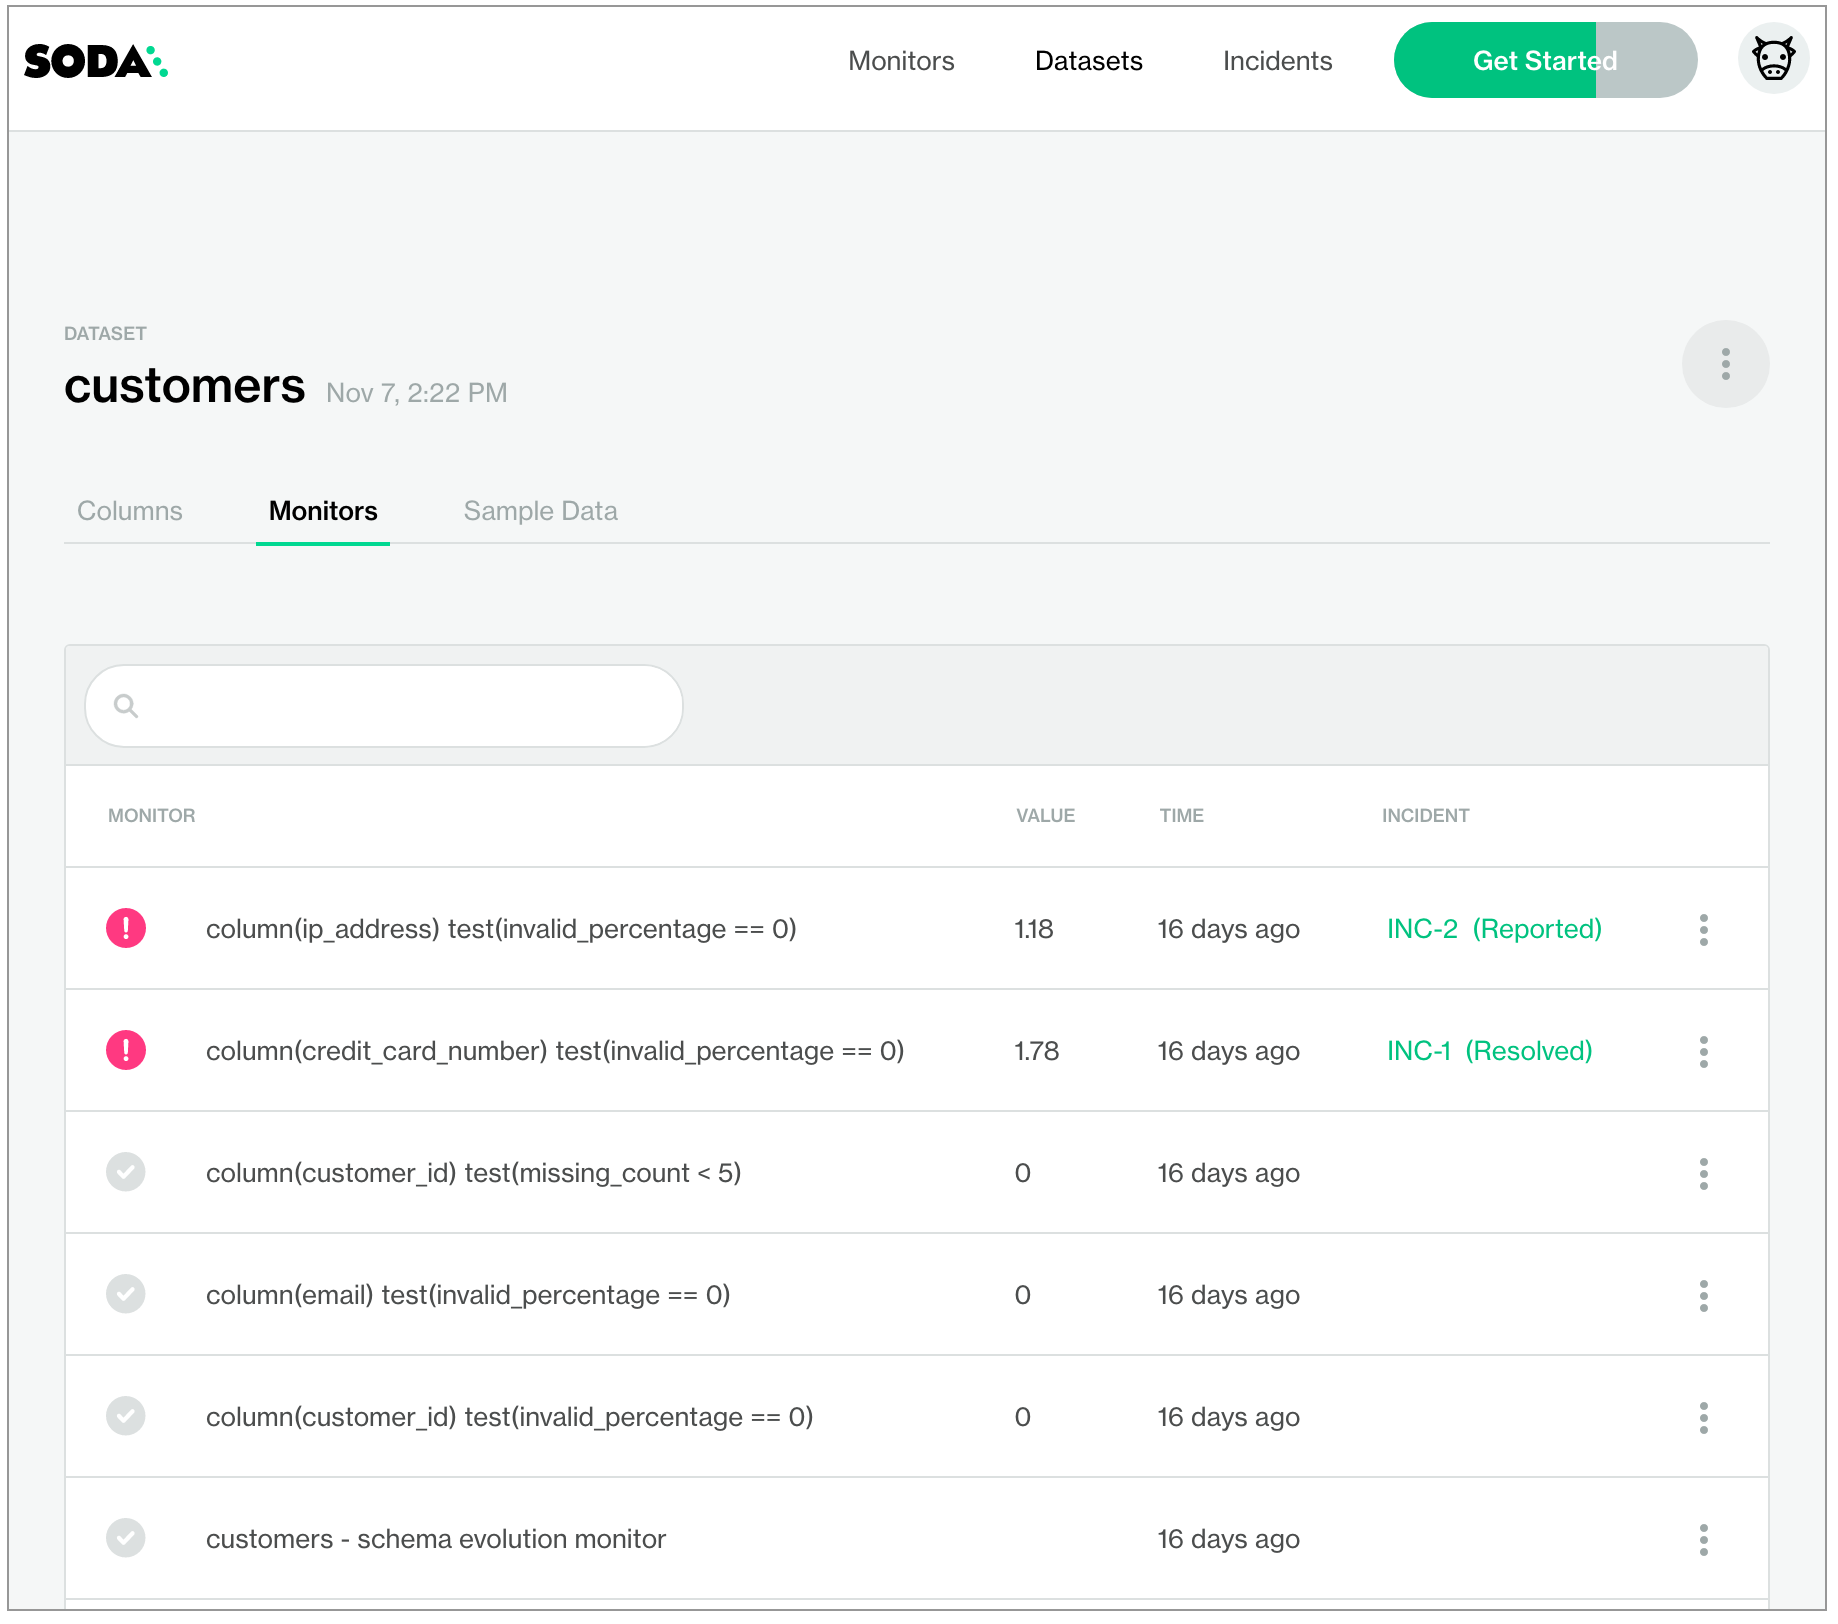 SODA
Monitors Datasets Incidents Get Started
DATASET
customers Nov 7, 2:22 PM
Columns Monitors Sample Data
MONITOR VALUE TIME INCIDENT
column(ip_address) test(invalid_percentage == 0) 1.18 16 days ago INC-2 (Reported)
column(credit_card_number) test(invalid_percentage == 0) 1.78 16 days ago INC-1 (Resolved)
column(customer_id) test(missing_count < 5) 0 16 days ago
column(email) test(invalid_percentage == 0) 0 16 days ago
column(customer_id) test(invalid_percentage == 0) 0 16 days ago
customers - schema evolution monitor 16 days ago